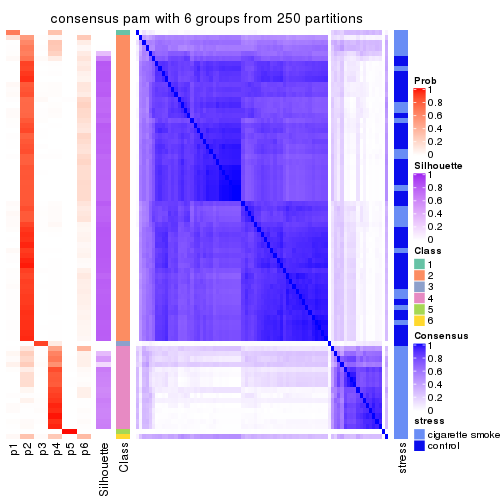 consensus pam with 6 groups from 250 partitions
Prob
1
0.8
0.6
0.4
0.2
0
Silhouette
1
0.8
0.6
0.4
0.2
0
Class
1
2
3
4
5
6
Consensus
1
0.8
0.6
0.4
0.2
0
stress
cigarette smoke
control
p1
p2
p3
p4
p5
p6
Silhouette
Class
stress